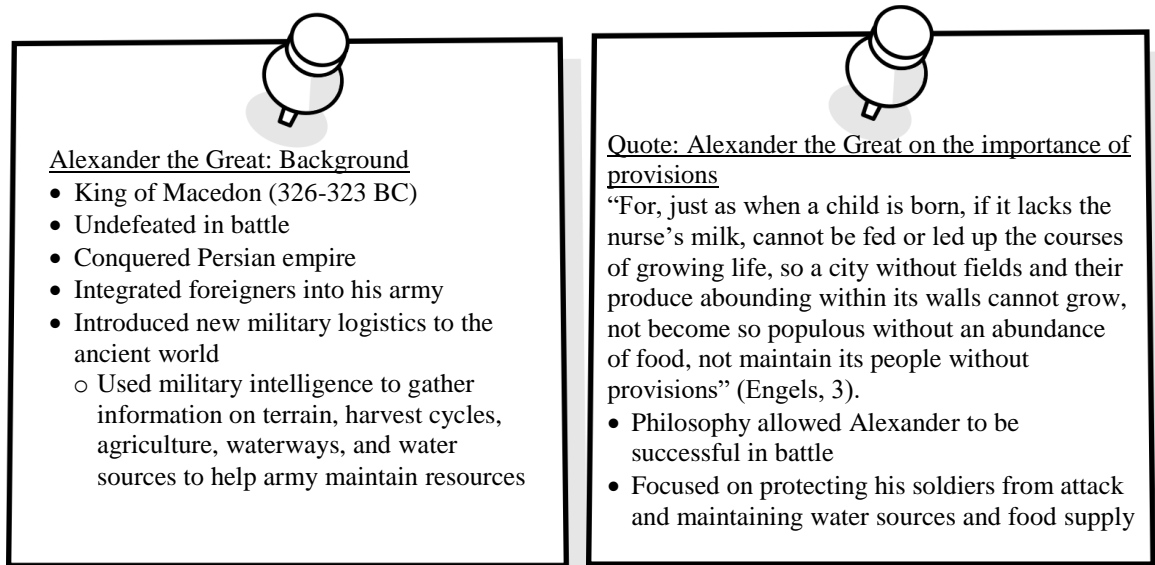 Alexander the Great: Background
• King of Macedon (326-323 BC)
• Undefeated in battle
• Conquered Persian empire
• Integrated foreigners into his army
• Introduced new military logistics to the
ancient world
o Used military intelligence to gather
information on terrain, harvest cycles,
agriculture, waterways, and water
sources to help army maintain resources
Quote: Alexander the Great on the importance of
provisions
“For, just as when a child is born, if it lacks the
nurse’s milk, cannot be fed or led up the courses
of growing life, so a city without fields and their
produce abounding within its walls cannot grow,
not become so populous without an abundance
of food, not maintain its people without
provisions” (Engels, 3).
• Philosophy allowed Alexander to be
successful in battle
• Focused on protecting his soldiers from attack
and maintaining water sources and food supply